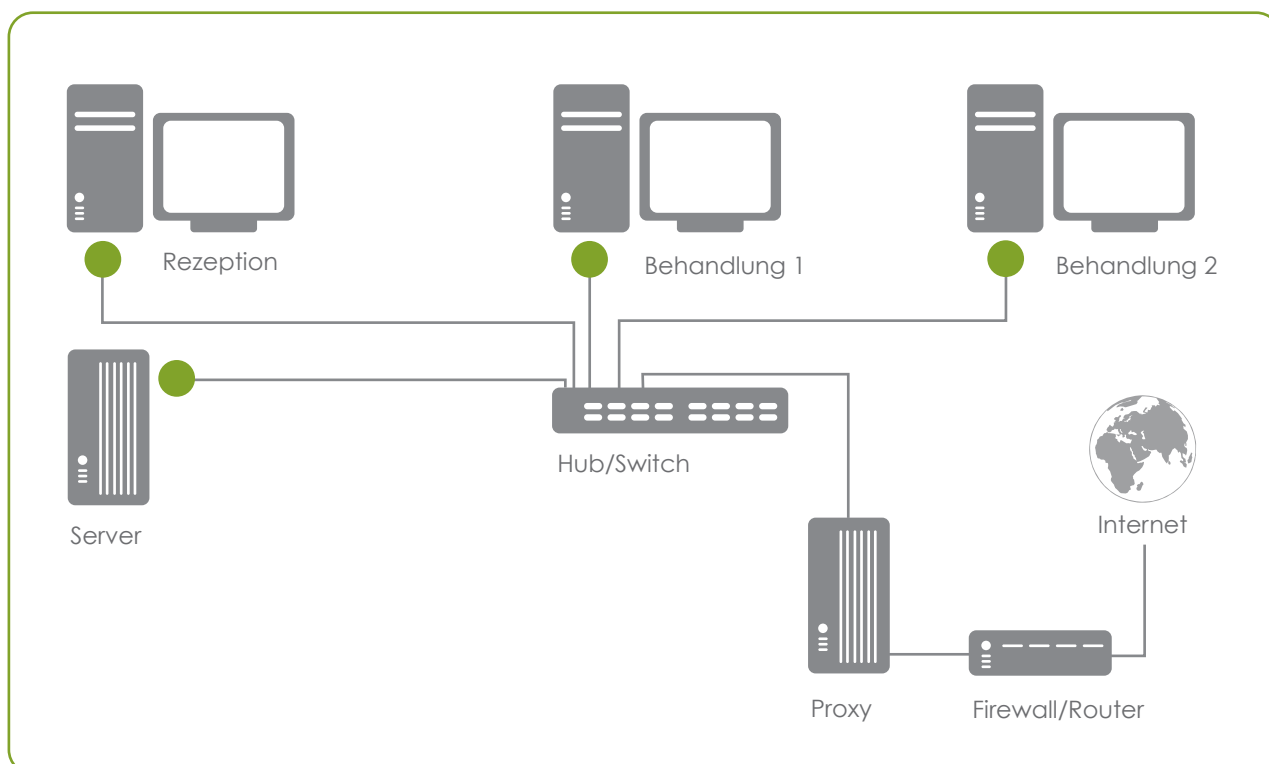 Rezeption
Behandlung 1
Behandlung 2
Hub/Switch
Server
Internet
Proxy
Firewall/Router